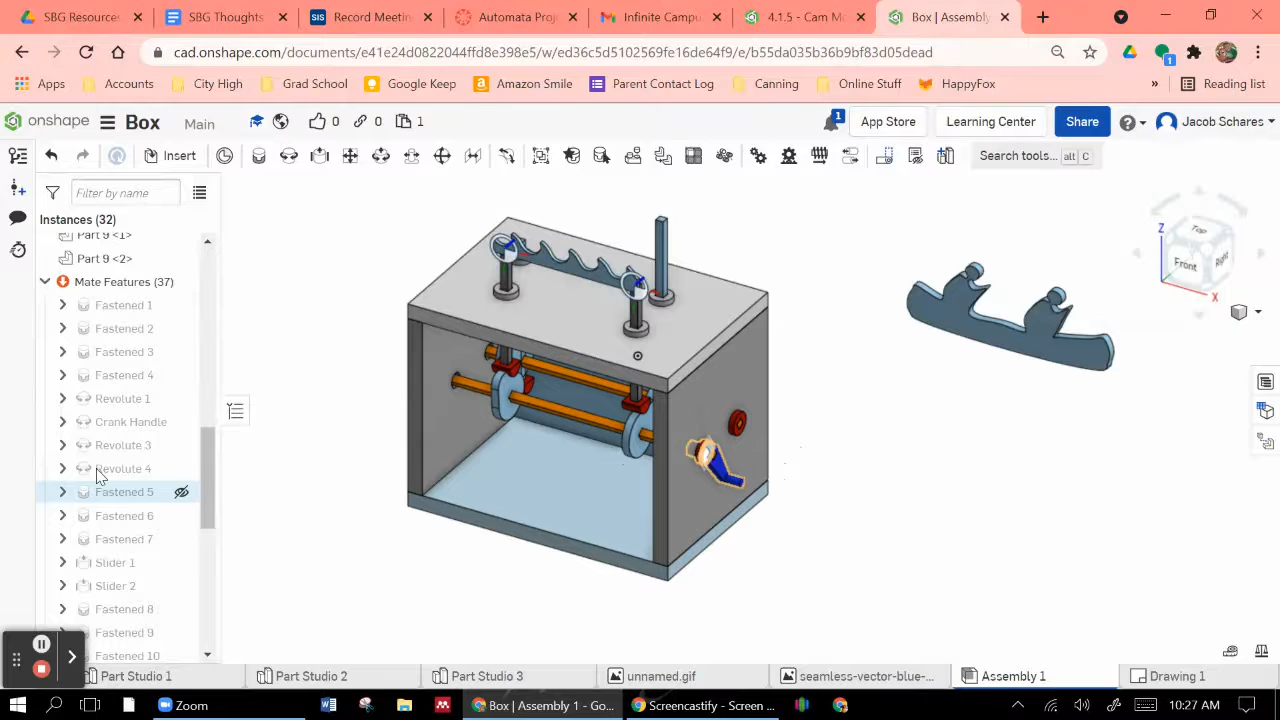 SBG Resources
SBG Thoughts
SIS Record Meetin
Automata Proj
Infinite Campu
4.1.5 - Cam Mo
Box | Assembly
cad.onshape.com/documents/e41e24d0822044ffd8e398e5/w/ed36c5d5102569fe16de64f9/e/b55da035b36b9bf83d05dead
Apps
Accounts
City High
Grad School
Google Keep
Amazon Smile
Parent Contact Log
Canning
Online Stuff
HappyFox
»
Reading list
onshape
Box
Main
0
0
1
1
App Store
Learning Center
Share
Jacob Schares
Insert
Search tools... alt C
Filter by name
Instances (32)
Part 9 <1>
Part 9 <2>
Mate Features (37)
Fastened 1
Fastened 2
Fastened 3
Fastened 4
Revolute 1
Crank Handle
Revolute 3
Revolute 4
Fastened 5
Fastened 6
Fastened 7
Slider 1
Slider 2
Fastened 8
Fastened 9
Fastened 10
Top
Front
Right
Z
X
Part Studio 1
Part Studio 2
Part Studio 3
unnamed.gif
seamless-vector-blue-...
Assembly 1
Drawing 1
Zoom
Box | Assembly 1 - Go...
Screencastify - Screen ...
10:27 AM